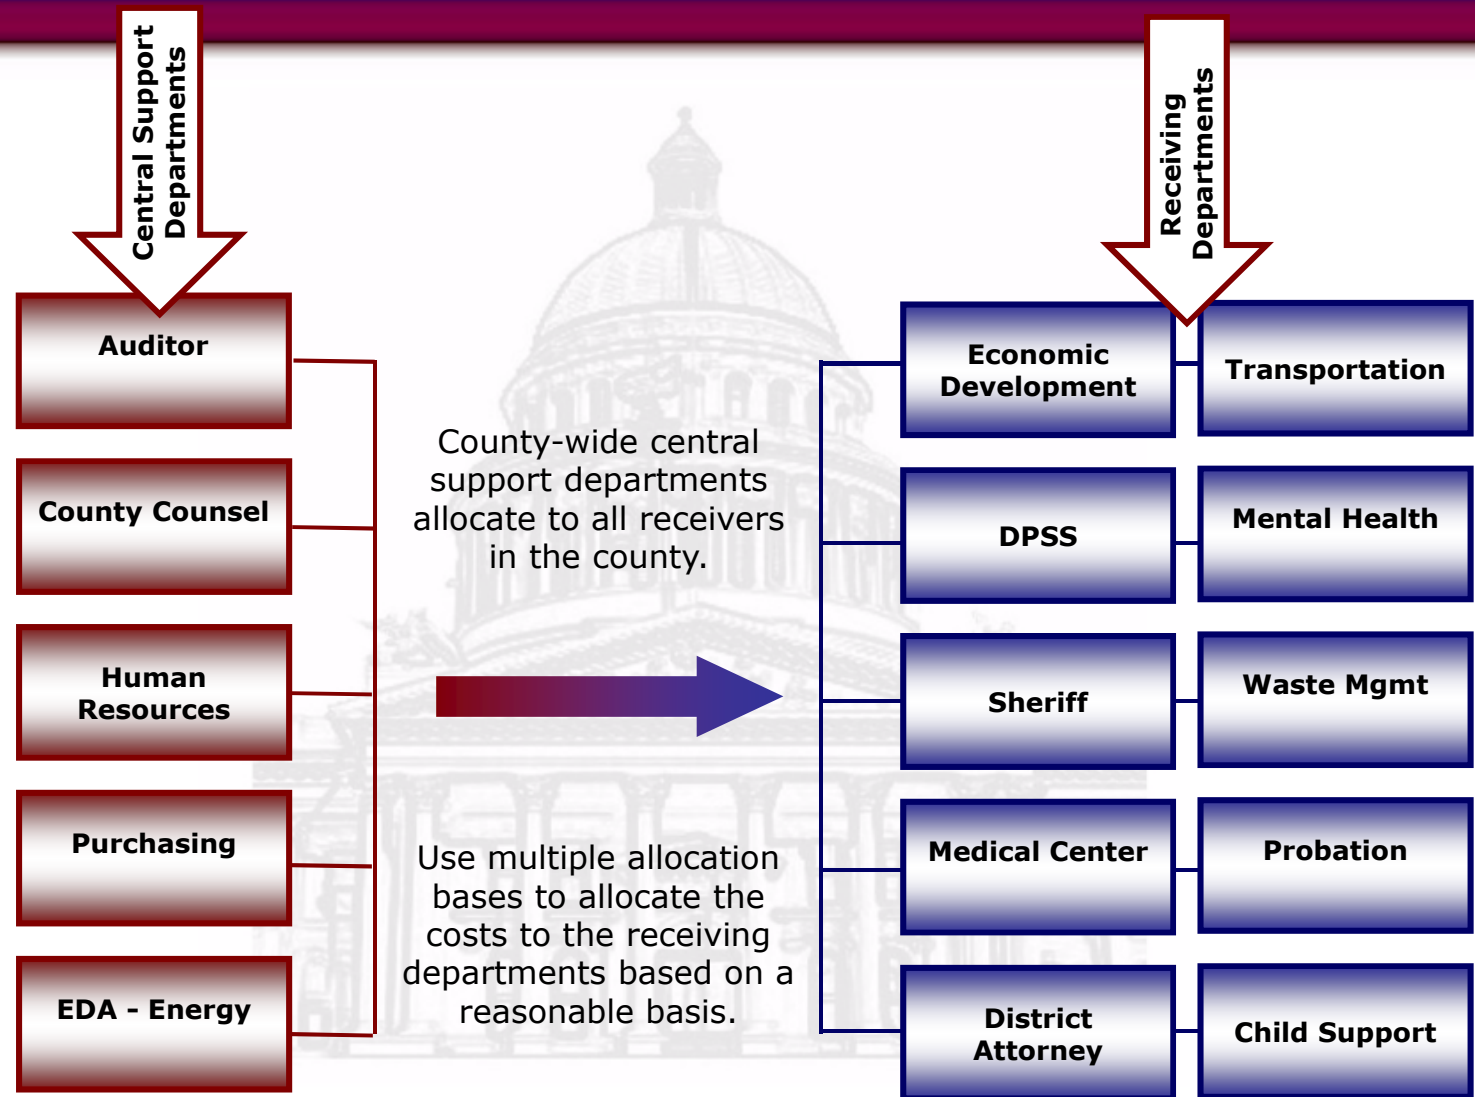 Central Support
Departments
Receiving
Departments
Auditor
County Counsel
Human
Resources
Purchasing
EDA - Energy
County-wide central
support departments
allocate to all receivers
in the county.
Use multiple allocation
bases to allocate the
costs to the receiving
departments based on a
reasonable basis.
Economic
Development
Transportation
DPSS
Mental Health
Sheriff
Waste Mgmt
Medical Center
Probation
District
Attorney
Child Support